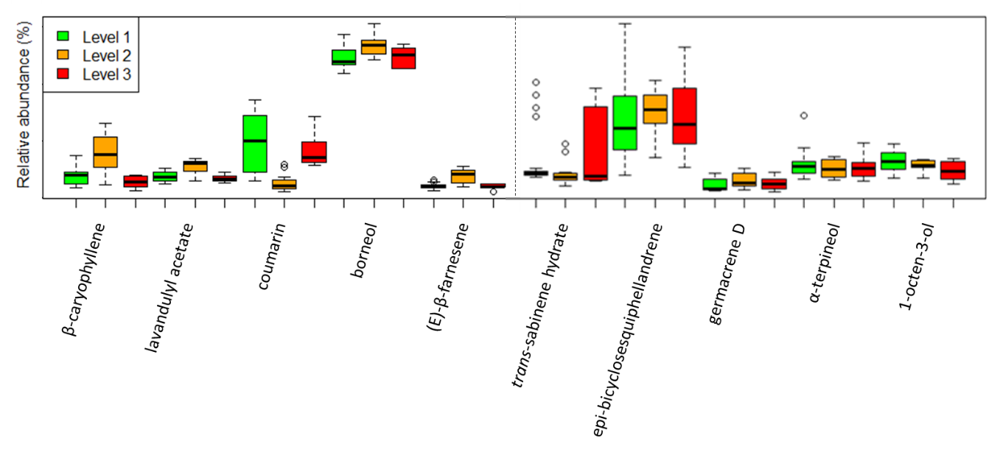 Relative abundance (%)
Level 1
Level 2
Level 3
β-caryophyllene
lavandulyl acetate
coumarin
borneol
(E)-β-farnesene
trans-sabinene hydrate
epi-bicyclosesquiphellandrene
germacrene D
α-terpineol
1-octen-3-ol